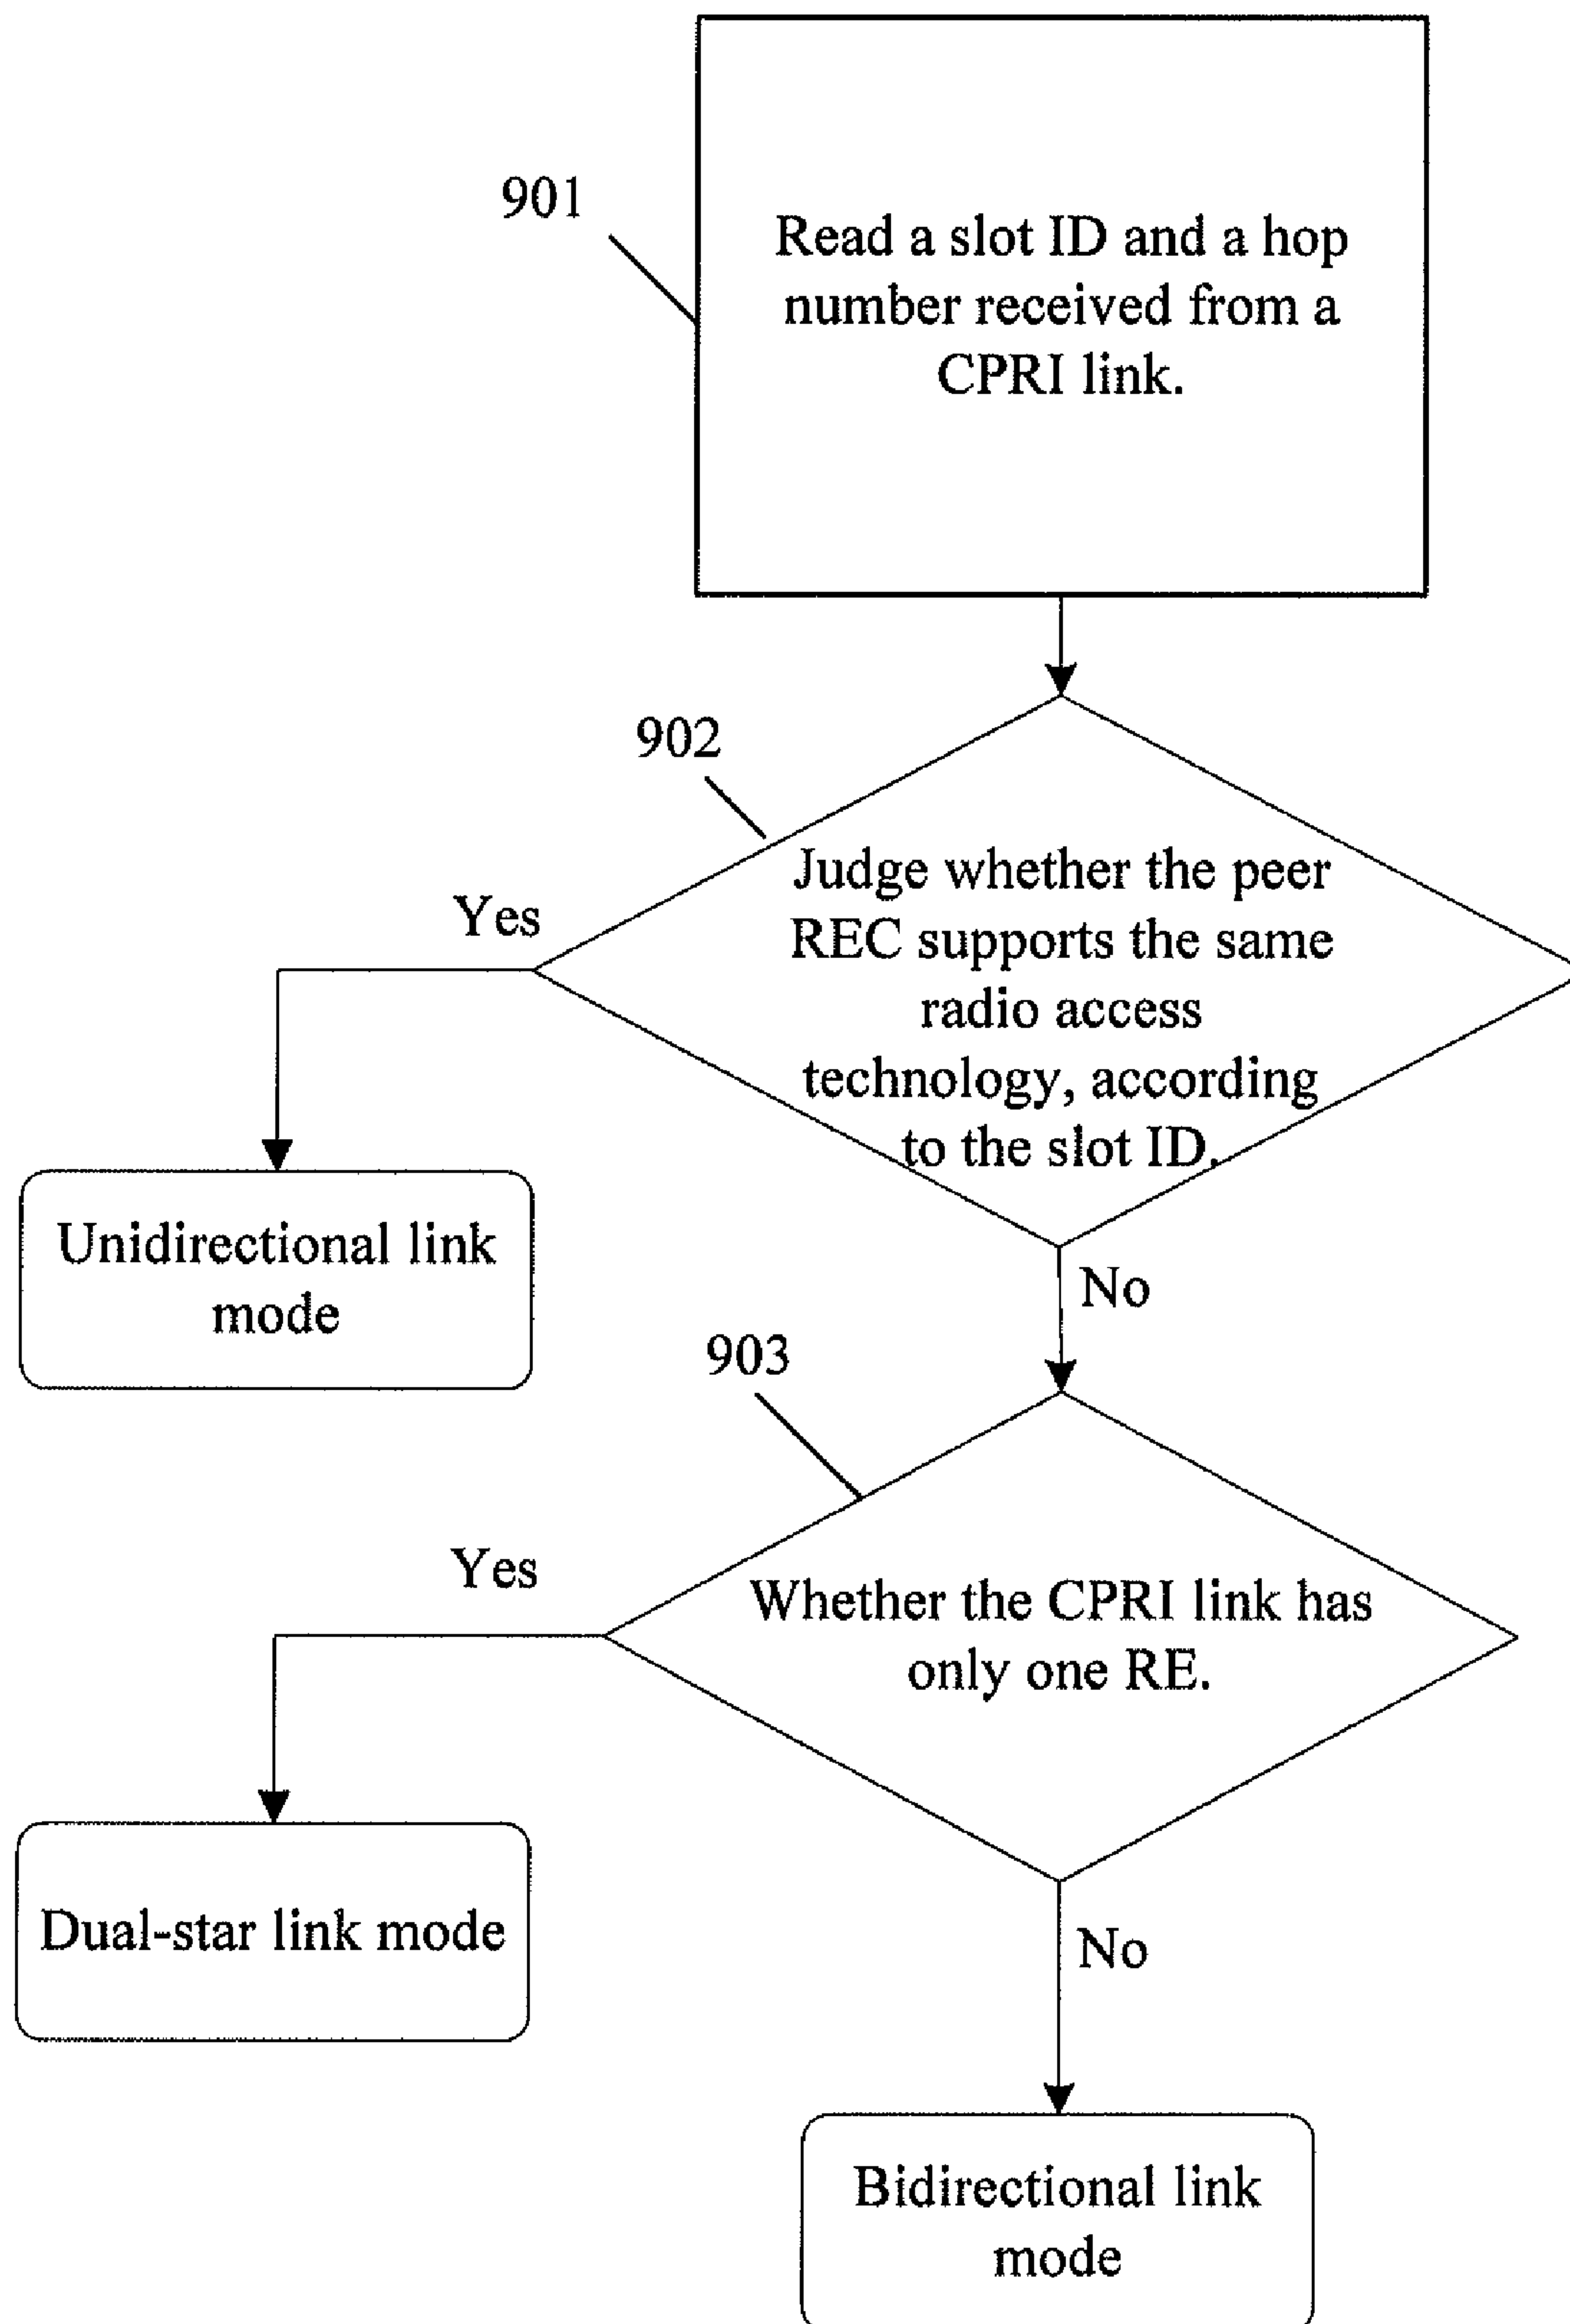 901
Read a slot ID and a hop
number received from a
CPRI link.
902
Judge whether the peer
REC supports the same
radio access
technology, according
to the slot ID.
Yes
Unidirectional link
mode
No
903
Whether the CPRI link has
only one RE.
Yes
Dual-star link mode
No
Bidirectional link
mode